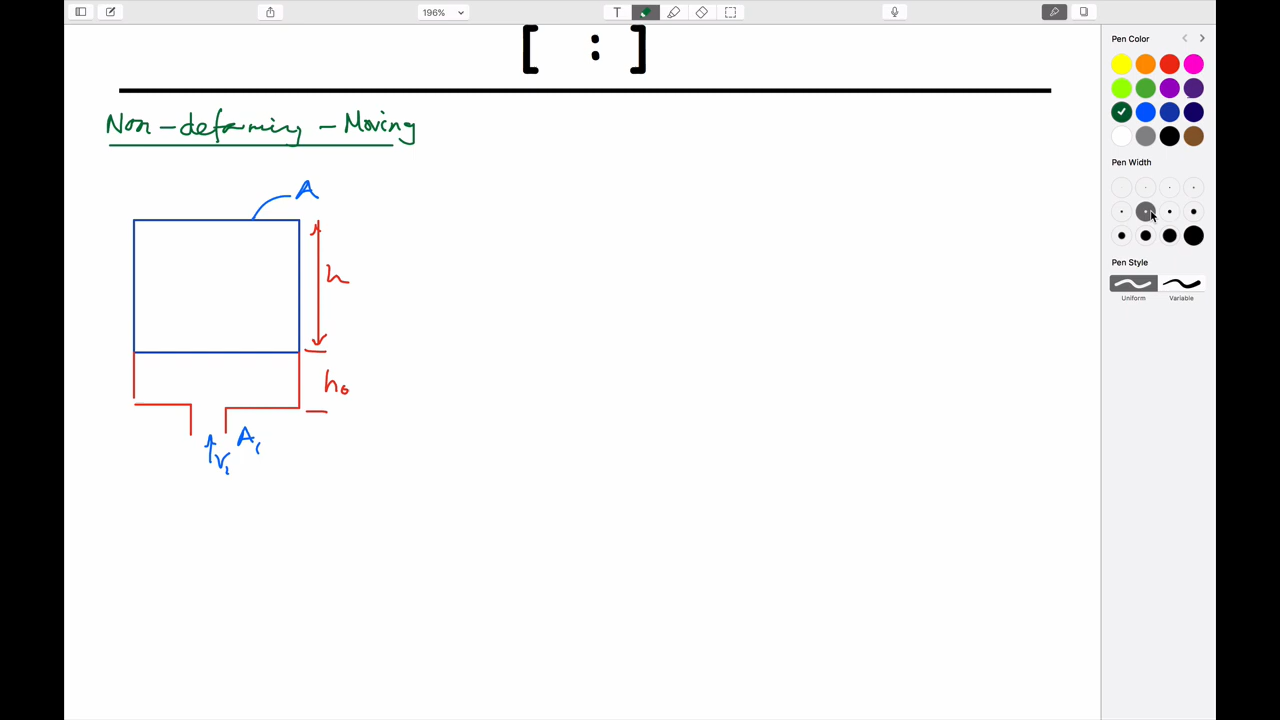 196%
T
[ : ]
Pen Color
Non-deforming - Moving
Pen Width
A
h
Pen Style
Uniform
Variable
h₀
A₁
V₁